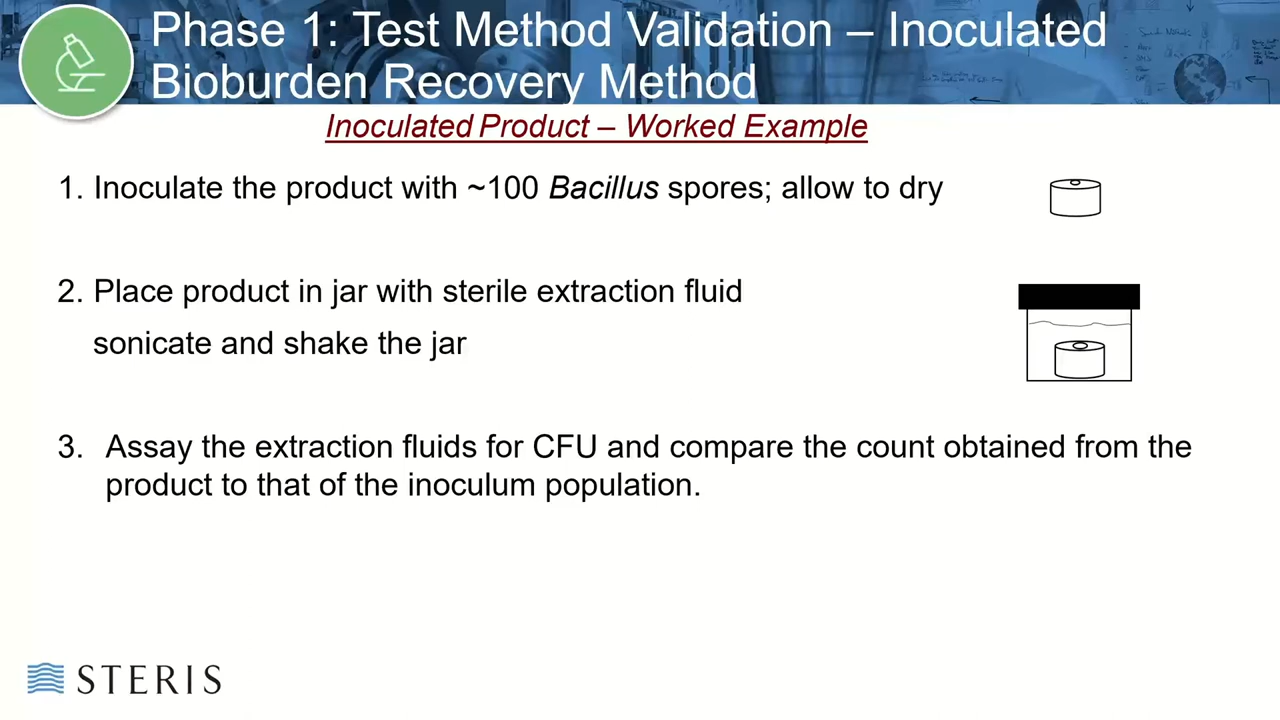 Phase 1: Test Method Validation – Inoculated
Bioburden Recovery Method
Inoculated Product – Worked Example
1. Inoculate the product with ~100 Bacillus spores; allow to dry
2. Place product in jar with sterile extraction fluid
sonicate and shake the jar
3. Assay the extraction fluids for CFU and compare the count obtained from the
product to that of the inoculum population.
STERIS